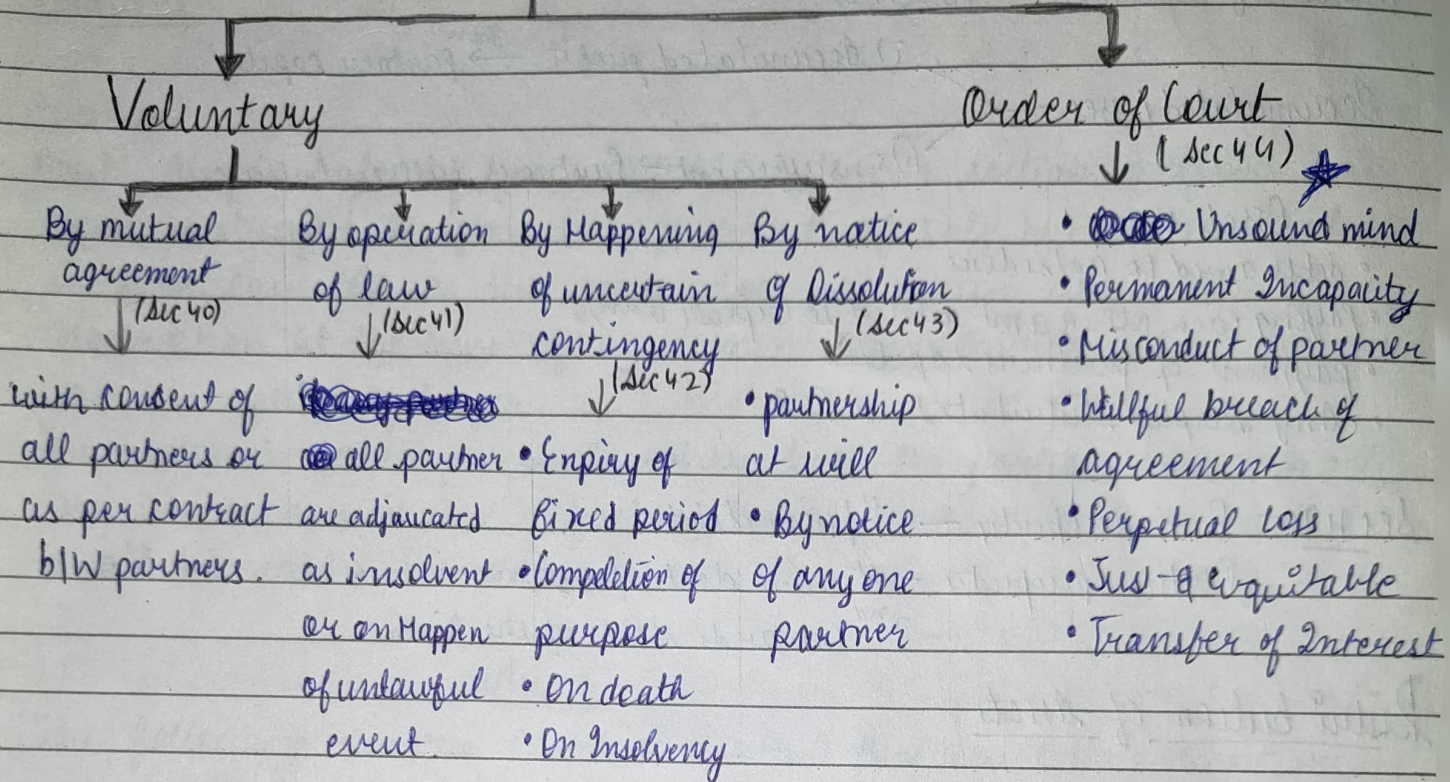 Voluntary
Order of Court
(Sec 44)
By mutual
agreement
(Sec 40)
with consent of
all partners or
as per contract
b/w partners.
By operation
of law
(Sec 41)
all partner
are adjaucated
as insolvent
or on Happen
of unlawful
event
By Happening
of uncertain
contingency
(Sec 42)
• Expiry of
fixed period
• Compeletion of
purpose
• On death
• On Insolvency
By notice
of Dissolution
(Sec 43)
• partnership
at will
• By notice
of any one
partner
• Unsound mind
• Permanent Incapacity
• Misconduct of partner
• Willful breach of
agreement
• Perpetual Loss
• Just & equitable
• Transfer of Interest